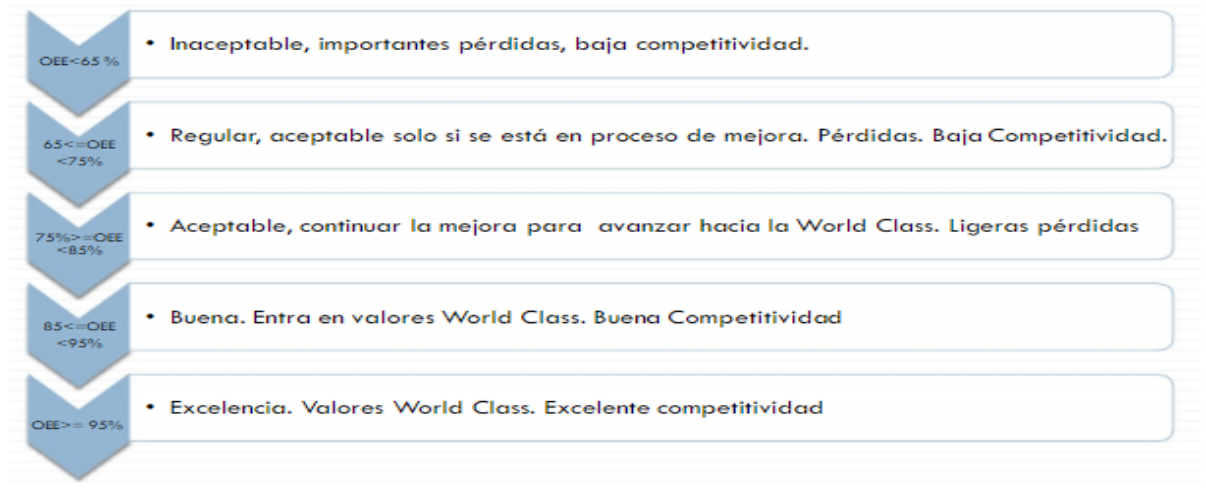 OEE<65 %
• Inaceptable, importantes pérdidas, baja competitividad.
65<=OEE
<75%
• Regular, aceptable solo si se está en proceso de mejora. Pérdidas. Baja Competitividad.
75%>=OEE
<85%
• Aceptable, continuar la mejora para avanzar hacia la World Class. Ligeras pérdidas
85<=OEE
<95%
• Buena. Entra en valores World Class. Buena Competitividad
OEE>= 95%
• Excelencia. Valores World Class. Excelente competitividad